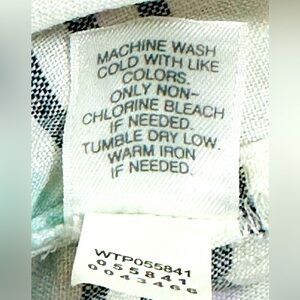 MACHINE WASH
COLD WITH LIKE
COLORS.
ONLY NON-
CHLORINE BLEACH
IF NEEDED.
TUMBLE DRY LOW.
WARM IRON
IF NEEDED.
WTP055841
055841
0043466